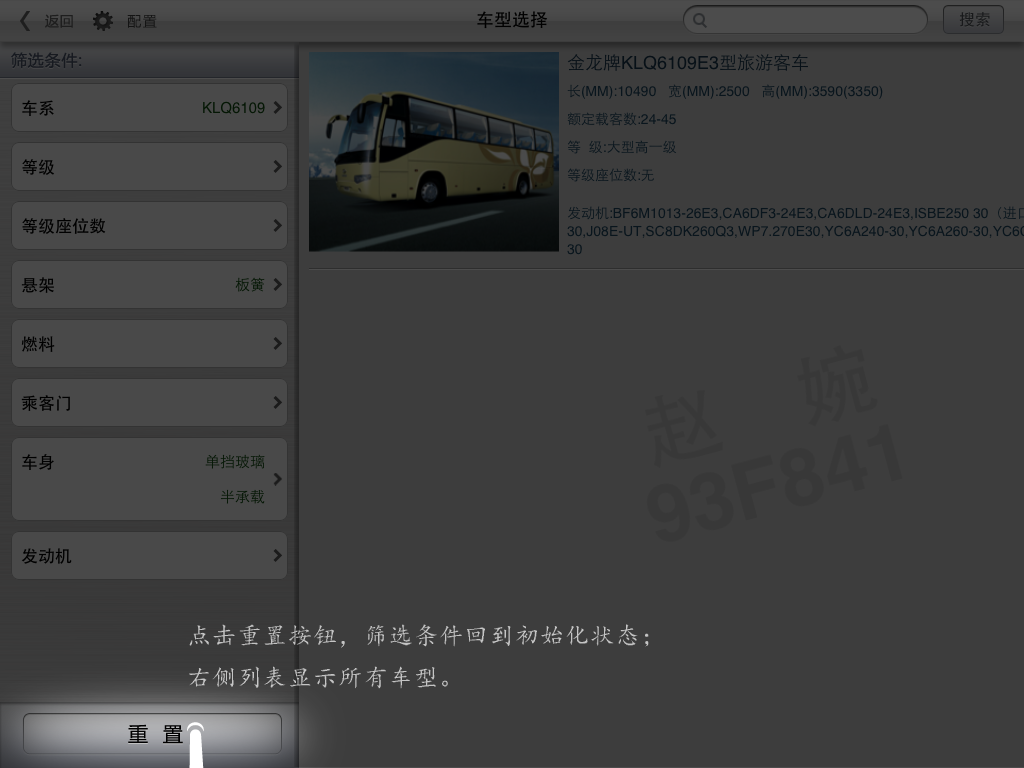 返回 配置 车型选择 搜索
筛选条件:
车系 KLQ6109
等级
等级座位数
悬架 板簧
燃料
乘客门
车身 单挡玻璃
半承载
发动机
重 置
金龙牌KLQ6109E3型旅游客车
长(MM):10490 宽(MM):2500 高(MM):3590(3350)
额定载客数:24-45
等 级:大型高一级
等级座位数:无
发动机:BF6M1013-26E3,CA6DF3-24E3,CA6DLD-24E3,ISBE250 30（进口
30,J08E-UT,SC8DK260Q3,WP7.270E30,YC6A240-30,YC6A260-30,YC6G
30
赵 婉
93F841
点击重置按钮，筛选条件回到初始化状态；
右侧列表显示所有车型。